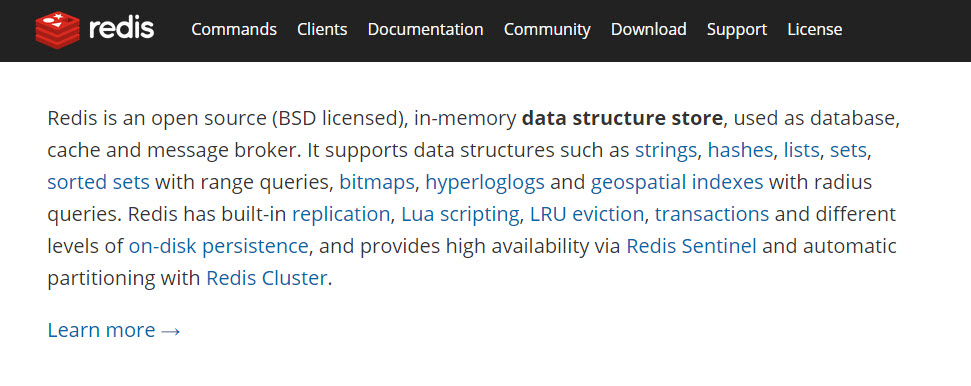 redis Commands Clients Documentation Community Download Support License
Redis is an open source (BSD licensed), in-memory data structure store, used as database,
cache and message broker. It supports data structures such as strings, hashes, lists, sets,
sorted sets with range queries, bitmaps, hyperloglogs and geospatial indexes with radius
queries. Redis has built-in replication, Lua scripting, LRU eviction, transactions and different
levels of on-disk persistence, and provides high availability via Redis Sentinel and automatic
partitioning with Redis Cluster.
Learn more →